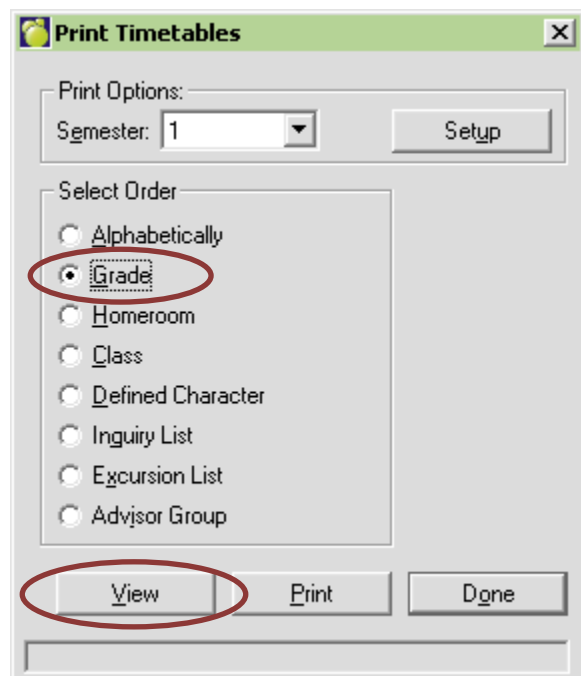 Print Timetables
Print Options:
Semester: 1
Setup
Select Order
Alphabetically
Grade
Homeroom
Class
Defined Character
Inquiry List
Excursion List
Advisor Group
View Print Done